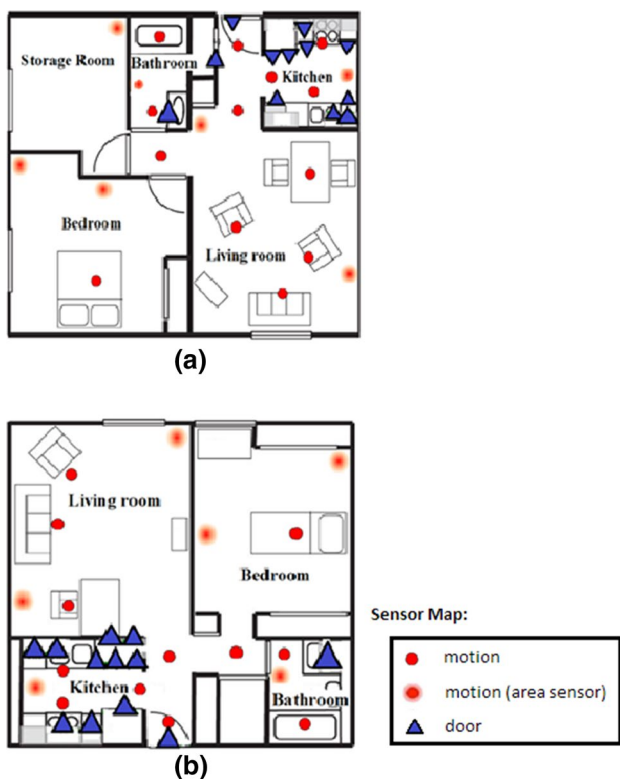 Storage Room
Bathroom
Kitchen
Bedroom
Living room
(a)
Living room
Bedroom
Sensor Map:
motion
motion (area sensor)
door
Kitchen
Bathroom
(b)